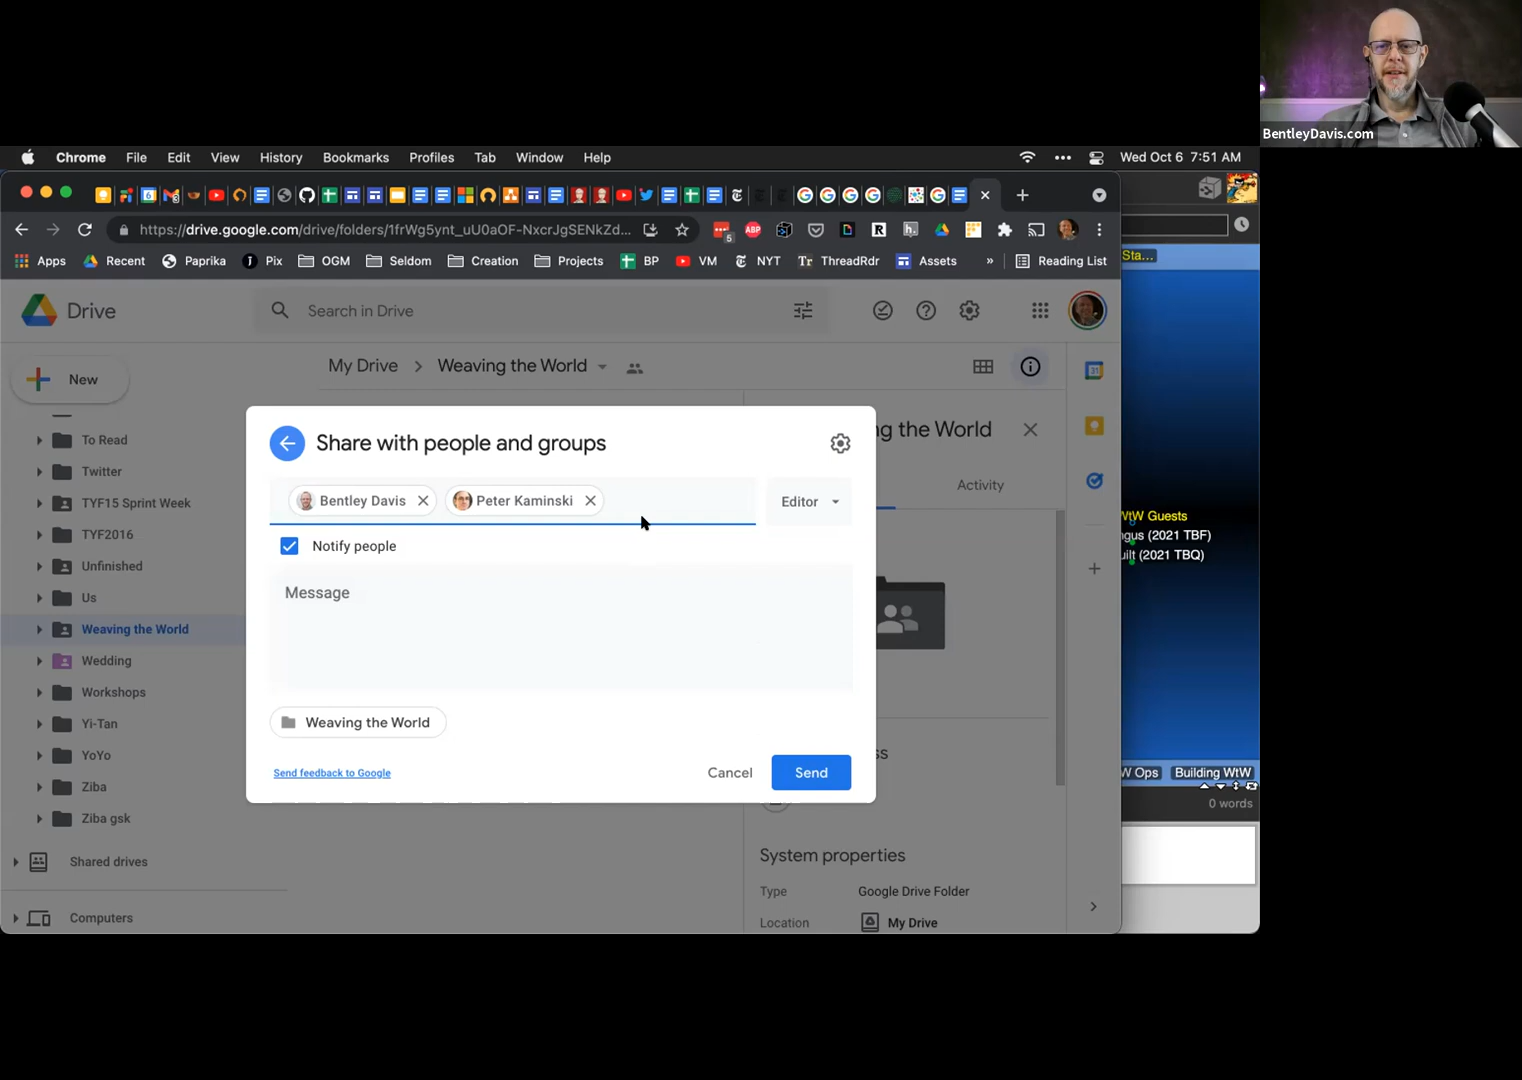 BentleyDavis.com
Chrome File Edit View History Bookmarks Profiles Tab Window Help Wed Oct 6 7:51 AM
https://drive.google.com/drive/folders/1frWg5ynt_uU0aOF-NxcrJgSENkZd...
5 ABP
Apps Recent Paprika Pix OGM Seldom Creation Projects BP VM NYT ThreadRdr Assets » Reading List
Sta...
Drive Search in Drive
New
My Drive > Weaving the World
To Read
Twitter
TYF15 Sprint Week
TYF2016
Unfinished
Us
Weaving the World
Wedding
Workshops
Yi-Tan
YoYo
Ziba
Ziba gsk
Shared drives
Computers
Share with people and groups
Bentley Davis Peter Kaminski Editor
Notify people
Message
Weaving the World
Send feedback to Google Cancel Send
ng the World
Activity
System properties
Type Google Drive Folder
Location My Drive
WtW Guests
ngus (2021 TBF)
uilt (2021 TBQ)
W Ops Building WtW
0 words